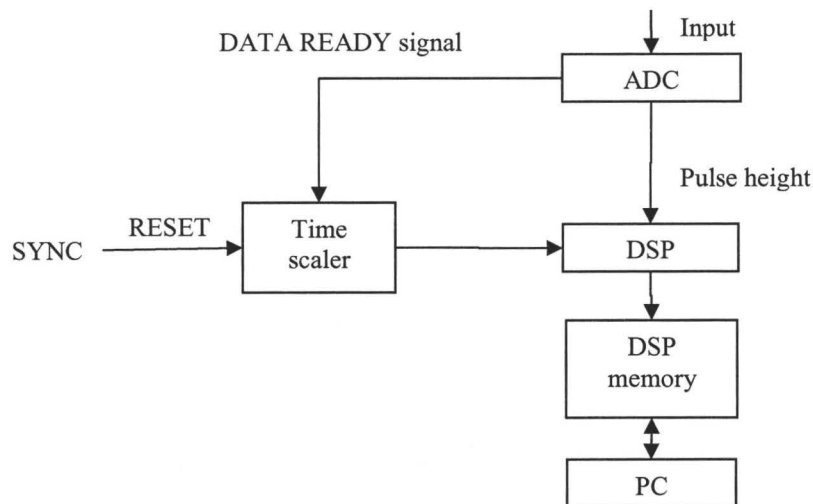 Input
DATA READY signal
ADC
Pulse height
RESET
SYNC
Time
scaler
DSP
DSP
memory
PC